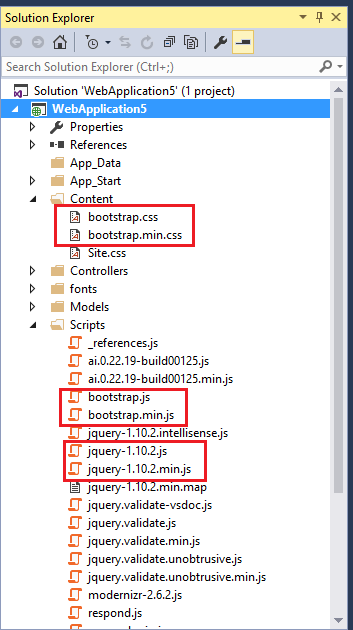 Solution Explorer
Search Solution Explorer (Ctrl+;)
Solution 'WebApplication5' (1 project)
WebApplication5
Properties
References
App_Data
App_Start
Content
bootstrap.css
bootstrap.min.css
Site.css
Controllers
fonts
Models
Scripts
_references.js
ai.0.22.19-build00125.js
ai.0.22.19-build00125.min.js
bootstrap.js
bootstrap.min.js
jquery-1.10.2.intellisense.js
jquery-1.10.2.js
jquery-1.10.2.min.js
jquery-1.10.2.min.map
jquery.validate-vsdoc.js
jquery.validate.js
jquery.validate.min.js
jquery.validate.unobtrusive.js
jquery.validate.unobtrusive.min.js
modernizr-2.6.2.js
respond.js